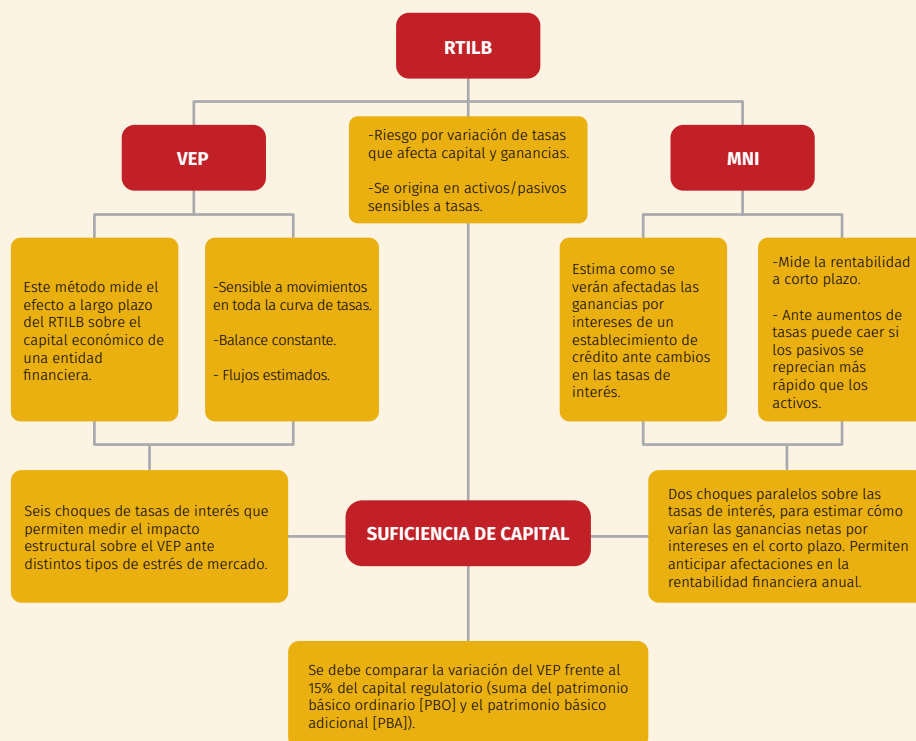 RTILB
VEP
-Riesgo por variación de tasas
que afecta capital y ganancias.
-Se origina en activos/pasivos
sensibles a tasas.
MNI
Este método mide el
efecto a largo plazo
del RTILB sobre el
capital económico de
una entidad
financiera.
-Sensible a movimientos
en toda la curva de tasas.
-Balance constante.
- Flujos estimados.
Estima como se
verán afectadas las
ganancias por
intereses de un
establecimiento de
crédito ante cambios
en las tasas de
interés.
-Mide la rentabilidad
a corto plazo.
- Ante aumentos de
tasas puede caer si
los pasivos se
reprecian más
rápido que los
activos.
Seis choques de tasas de interés que
permiten medir el impacto
estructural sobre el VEP ante
distintos tipos de estrés de mercado.
SUFICIENCIA DE CAPITAL
Dos choques paralelos sobre las
tasas de interés, para estimar cómo
varían las ganancias netas por
intereses en el corto plazo. Permiten
anticipar afectaciones en la
rentabilidad financiera anual.
Se debe comparar la variación del VEP frente al
15% del capital regulatorio (suma del patrimonio
básico ordinario [PBO] y el patrimonio básico
adicional [PBA]).